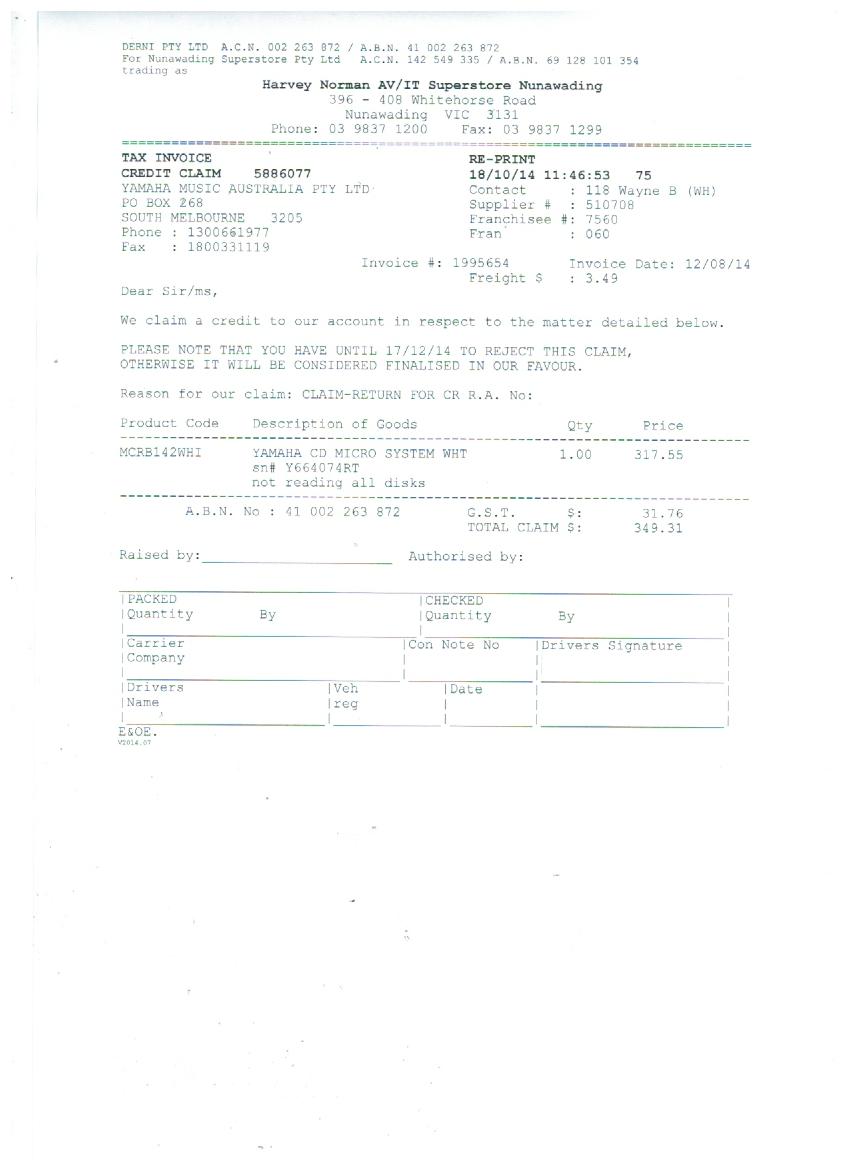 DERNI PTY LTD A.C.N. 002 263 872 / A.B.N. 41 002 263 872
For Nunawading Superstore Pty Ltd A.C.N. 142 549 335 / A.B.N. 69 128 101 354
trading as
Harvey Norman AV/IT Superstore Nunawading
396 - 408 Whitehorse Road
Nunawading VIC 3131
Phone: 03 9837 1200 Fax: 03 9837 1299
TAX INVOICE RE-PRINT
CREDIT CLAIM 5886077 18/10/14 11:46:53 75
YAMAHA MUSIC AUSTRALIA PTY LTD Contact : 118 Wayne B (WH)
PO BOX 268 Supplier # : 510708
SOUTH MELBOURNE 3205 Franchisee #: 7560
Phone : 1300661977 Fran : 060
Fax : 1800331119
Invoice #: 1995654 Invoice Date: 12/08/14
Freight $ : 3.49
Dear Sir/ms,
We claim a credit to our account in respect to the matter detailed below.
PLEASE NOTE THAT YOU HAVE UNTIL 17/12/14 TO REJECT THIS CLAIM,
OTHERWISE IT WILL BE CONSIDERED FINALISED IN OUR FAVOUR.
Reason for our claim: CLAIM-RETURN FOR CR R.A. No:
Product Code Description of Goods Qty Price
MCRB142WHI YAMAHA CD MICRO SYSTEM WHT 1.00 317.55
sn# Y664074RT
not reading all disks
A.B.N. No : 41 002 263 872 G.S.T. $: 31.76
TOTAL CLAIM $: 349.31
Raised by: Authorised by:
PACKED CHECKED
Quantity By Quantity By
Carrier Con Note No Drivers Signature
Company
Drivers Veh Date
Name reg
E&OE.
V2014.07